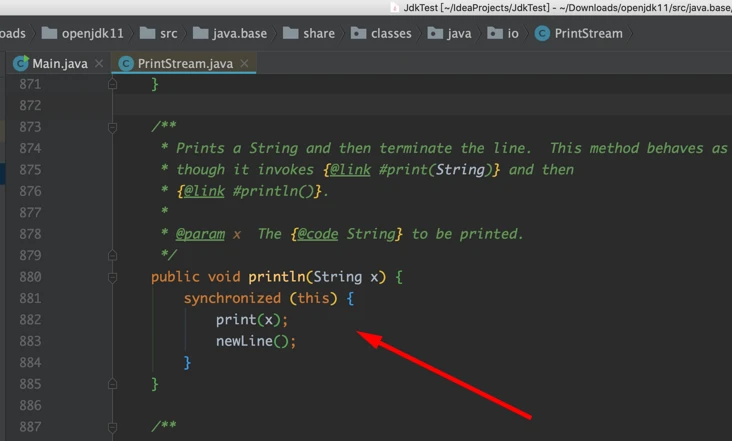 JdkTest [~/IdeaProjects/JdkTest] - ~/Downloads/openjdk11/src/java.base/
oads openjdk11 src java.base share classes java io PrintStream
Main.java PrintStream.java
871 }
872
873 /**
874 * Prints a String and then terminate the line.  This method behaves as
875 * though it invokes {@link #print(String)} and then
876 * {@link #println()}.
877 *
878 * @param x  The {@code String} to be printed.
879 */
880 public void println(String x) {
881 synchronized (this) {
882 print(x);
883 newLine();
884 }
885 }
886
887 /**